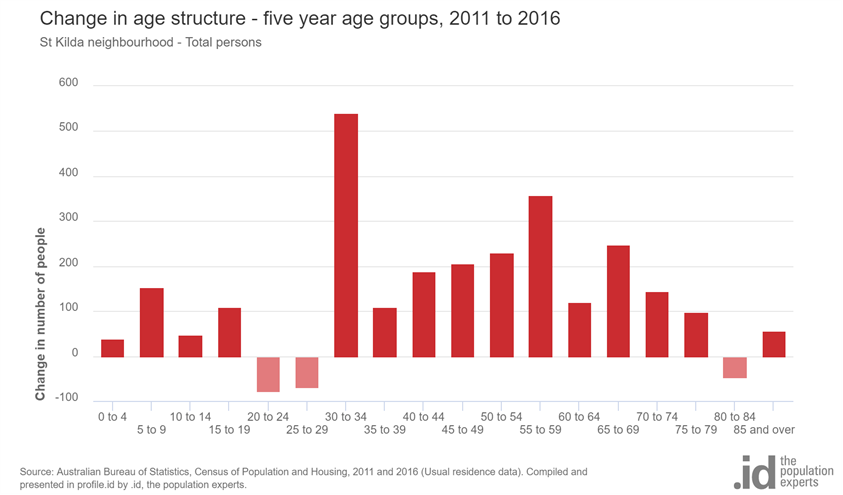 Change in age structure - five year age groups, 2011 to 2016
St Kilda neighbourhood - Total persons
Change in number of people
600
500
400
300
200
100
0
-100
0 to 4
5 to 9
10 to 14
15 to 19
20 to 24
25 to 29
30 to 34
35 to 39
40 to 44
45 to 49
50 to 54
55 to 59
60 to 64
65 to 69
70 to 74
75 to 79
80 to 84
85 and over
Source: Australian Bureau of Statistics, Census of Population and Housing, 2011 and 2016 (Usual residence data). Compiled and
presented in profile.id by .id, the population experts.
.id
the
population
experts